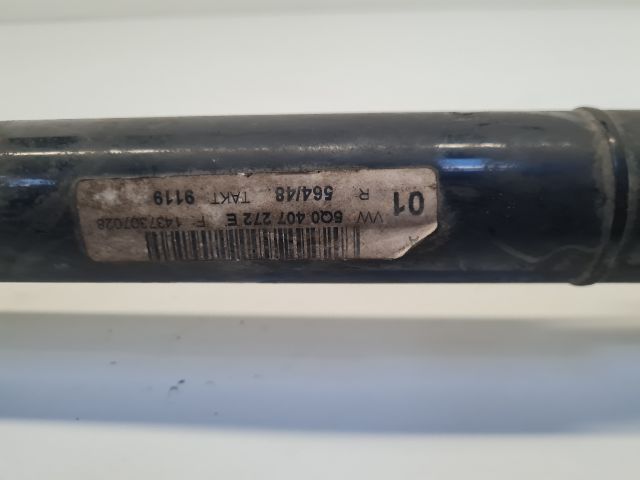 A
VW 6Q0 407 272 E F 1437307028
01
R 564/48 TAKT 9119